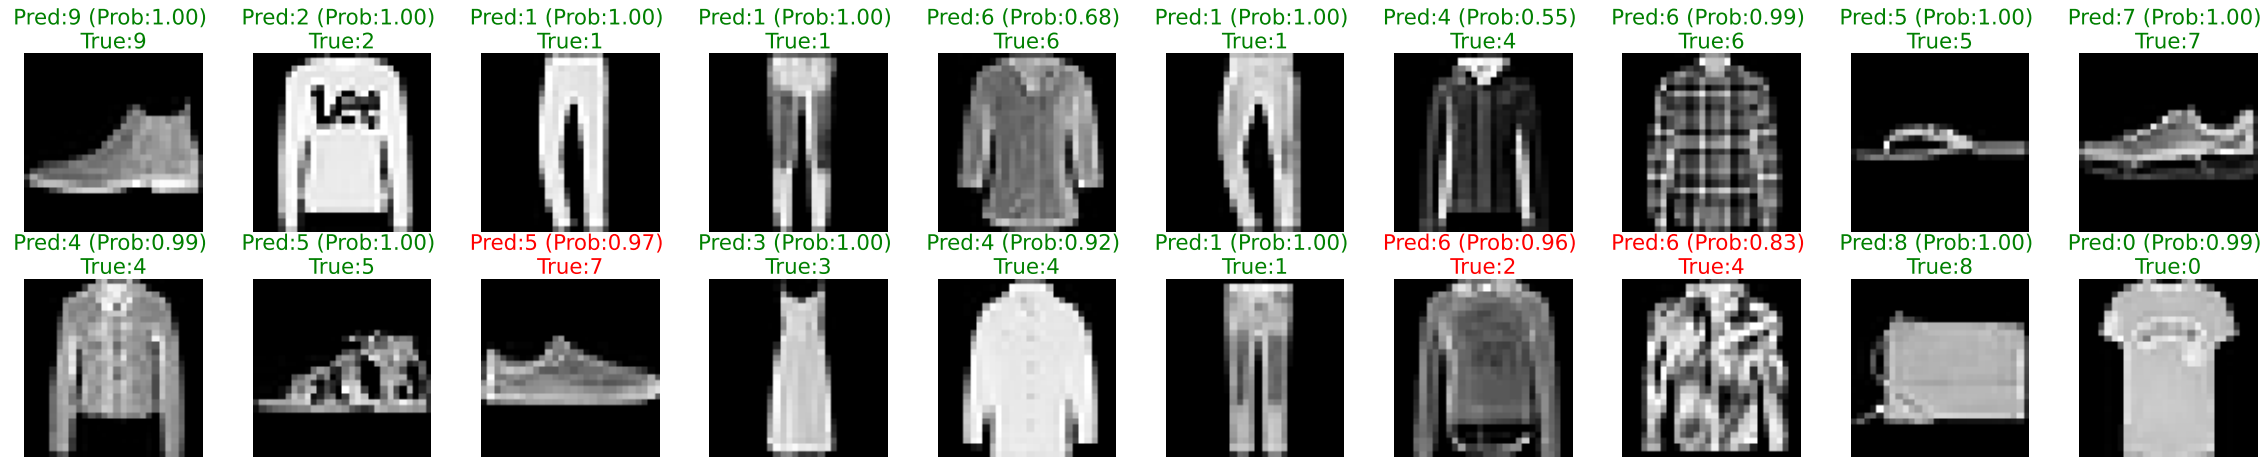 Pred:9 (Prob:1.00) Pred:2 (Prob:1.00) Pred:1 (Prob:1.00) Pred:1 (Prob:1.00) Pred:6 (Prob:0.68) Pred:1 (Prob:1.00) Pred:4 (Prob:0.55) Pred:6 (Prob:0.99) Pred:5 (Prob:1.00) Pred:7 (Prob:1.00)
True:9 True:2 True:1 True:1 True:6 True:1 True:4 True:6 True:5 True:7
Lee
Pred:4 (Prob:0.99) Pred:5 (Prob:1.00) Pred:5 (Prob:0.97) Pred:3 (Prob:1.00) Pred:4 (Prob:0.92) Pred:1 (Prob:1.00) Pred:6 (Prob:0.96) Pred:6 (Prob:0.83) Pred:8 (Prob:1.00) Pred:0 (Prob:0.99)
True:4 True:5 True:7 True:3 True:4 True:1 True:2 True:4 True:8 True:0